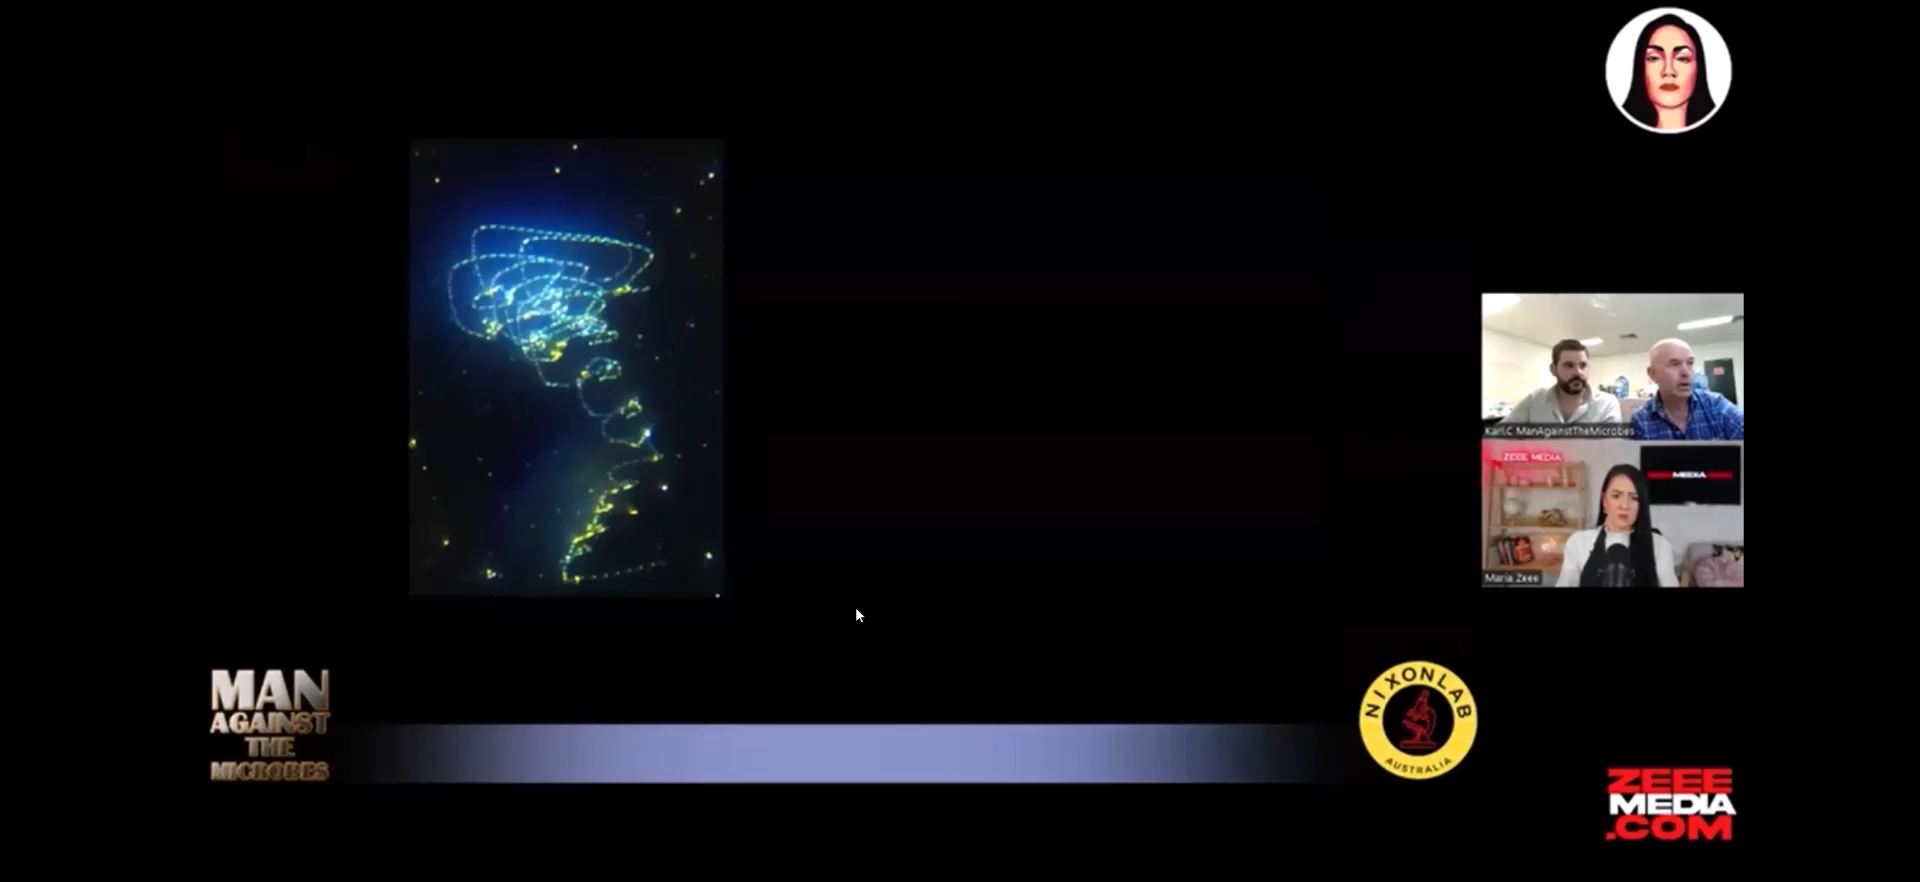 Karl.C ManAgainstTheMicrobes
ZEEE MEDIA
MEDIA
Maria Zeee
MAN
AGAINST
THE
MICROBES
NIXONLAB
AUSTRALIA
ZEEE
MEDIA
.COM